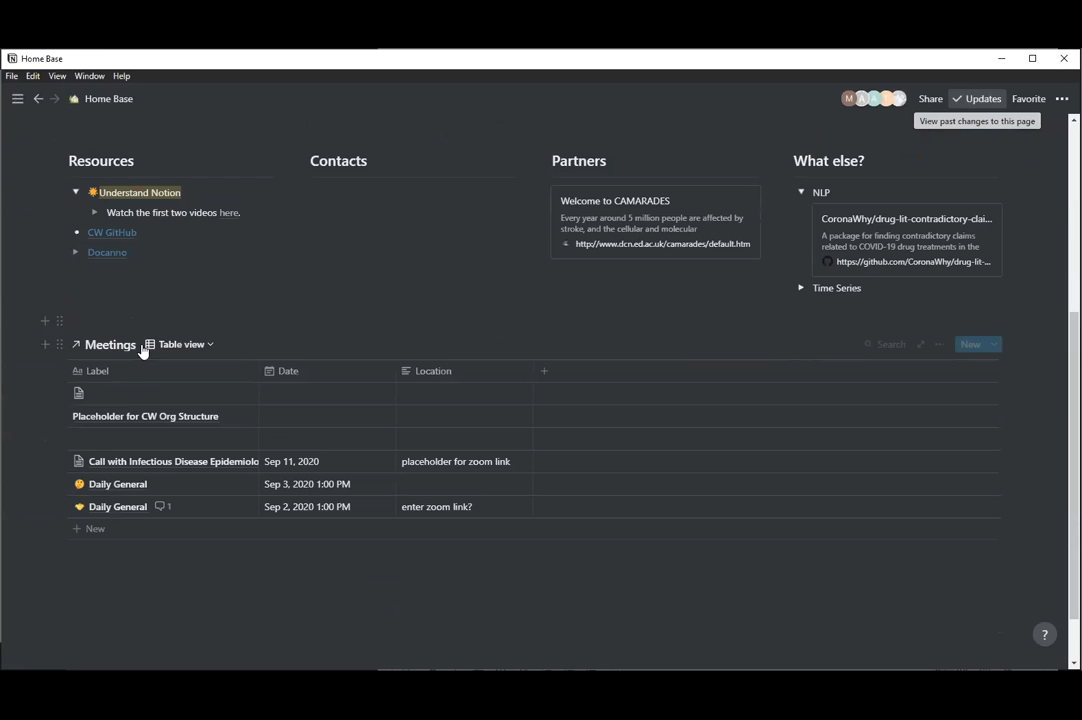 Home Base
File Edit View Window Help
Home Base
M A A
Share Updates Favorite
View past changes to this page
Resources
Contacts
Partners
What else?
Understand Notion
Watch the first two videos here.
CW GitHub
Docanno
Welcome to CAMARADES
Every year around 5 million people are affected by
stroke, and the cellular and molecular
http://www.dcn.ed.ac.uk/camarades/default.htm
NLP
CoronaWhy/drug-lit-contradictory-clai...
A package for finding contradictory claims
related to COVID-19 drug treatments in the
https://github.com/CoronaWhy/drug-lit-...
Time Series
Meetings Table view
Search New
Label Date Location
Placeholder for CW Org Structure
Call with Infectious Disease Epidemiolo Sep 11, 2020 placeholder for zoom link
Daily General Sep 3, 2020 1:00 PM
Daily General 1 Sep 2, 2020 1:00 PM enter zoom link?
+ New
?